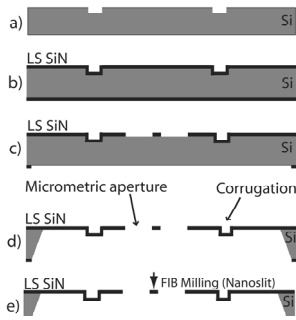 a) Si
LS SiN
b) Si
LS SiN
c) Si
Micrometric aperture Corrugation
LS SiN
d) Si
LS SiN FIB Milling (Nanoslit)
e) Si